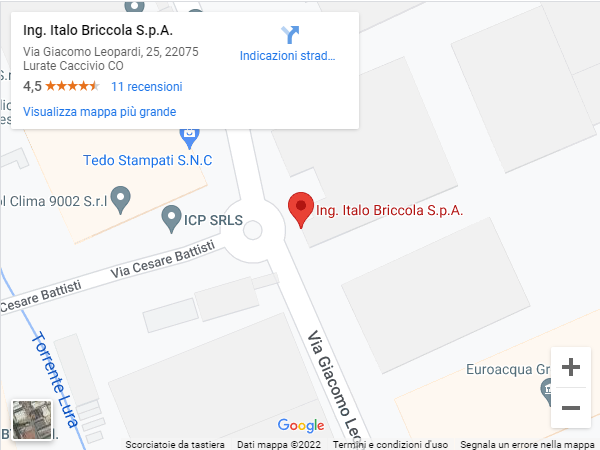 Ing. Italo Briccola S.p.A.
Via Giacomo Leopardi, 25, 22075
Lurate Caccivio CO
4,5 11 recensioni
Visualizza mappa più grande
Indicazioni strad...
Tedo Stampati S.N.C
ol Clima 9002 S.r.l
ICP SRLS
Ing. Italo Briccola S.p.A.
Via Cesare Battisti
Cesare Battisti
Torrente Lura
Via Giacomo Leo
Euroacqua Gr
Google
Scorciatoie da tastiera Dati mappa ©2022 Termini e condizioni d'uso Segnala un errore nella mappa